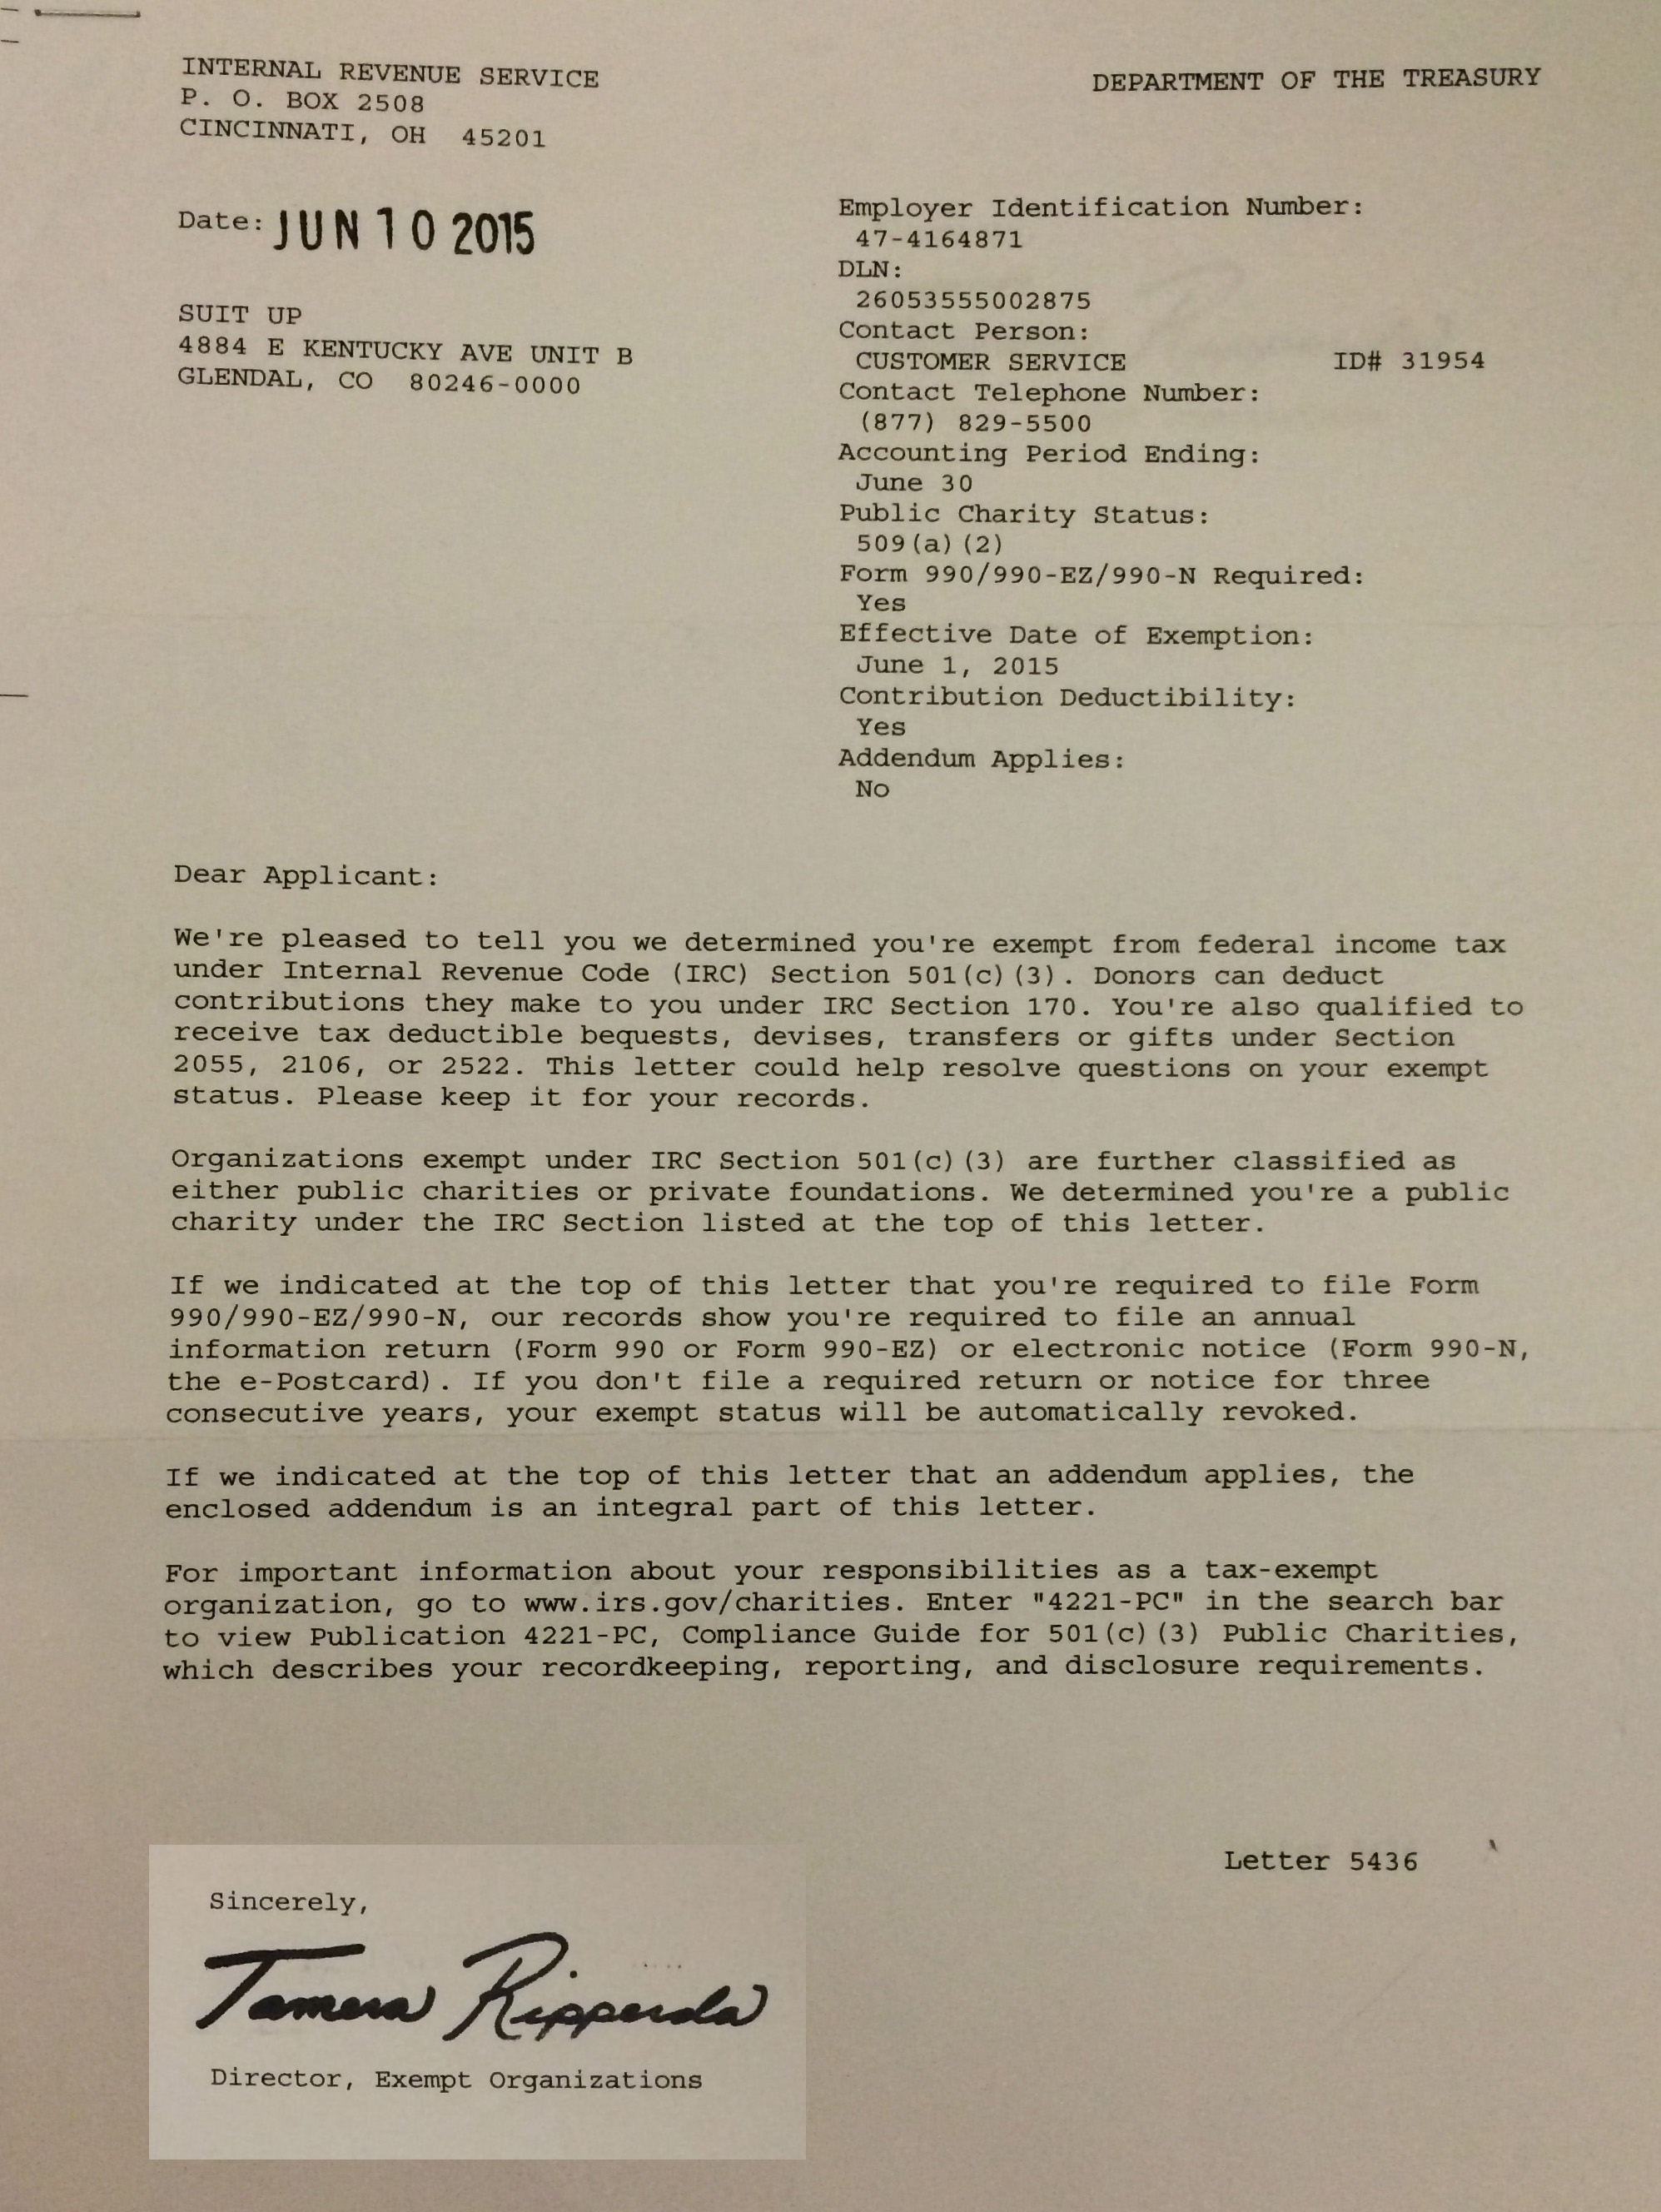 INTERNAL REVENUE SERVICE
P. O. BOX 2508
CINCINNATI, OH 45201
DEPARTMENT OF THE TREASURY
Date: JUN 10 2015
SUIT UP
4884 E KENTUCKY AVE UNIT B
GLENDAL, CO 80246-0000
Employer Identification Number:
47-4164871
DLN:
26053555002875
Contact Person:
CUSTOMER SERVICE ID# 31954
Contact Telephone Number:
(877) 829-5500
Accounting Period Ending:
June 30
Public Charity Status:
509(a)(2)
Form 990/990-EZ/990-N Required:
Yes
Effective Date of Exemption:
June 1, 2015
Contribution Deductibility:
Yes
Addendum Applies:
No
Dear Applicant:
We're pleased to tell you we determined you're exempt from federal income tax
under Internal Revenue Code (IRC) Section 501(c)(3). Donors can deduct
contributions they make to you under IRC Section 170. You're also qualified to
receive tax deductible bequests, devises, transfers or gifts under Section
2055, 2106, or 2522. This letter could help resolve questions on your exempt
status. Please keep it for your records.
Organizations exempt under IRC Section 501(c)(3) are further classified as
either public charities or private foundations. We determined you're a public
charity under the IRC Section listed at the top of this letter.
If we indicated at the top of this letter that you're required to file Form
990/990-EZ/990-N, our records show you're required to file an annual
information return (Form 990 or Form 990-EZ) or electronic notice (Form 990-N,
the e-Postcard). If you don't file a required return or notice for three
consecutive years, your exempt status will be automatically revoked.
If we indicated at the top of this letter that an addendum applies, the
enclosed addendum is an integral part of this letter.
For important information about your responsibilities as a tax-exempt
organization, go to www.irs.gov/charities. Enter "4221-PC" in the search bar
to view Publication 4221-PC, Compliance Guide for 501(c)(3) Public Charities,
which describes your recordkeeping, reporting, and disclosure requirements.
Letter 5436
Sincerely,
Tamera Ripperda
Director, Exempt Organizations